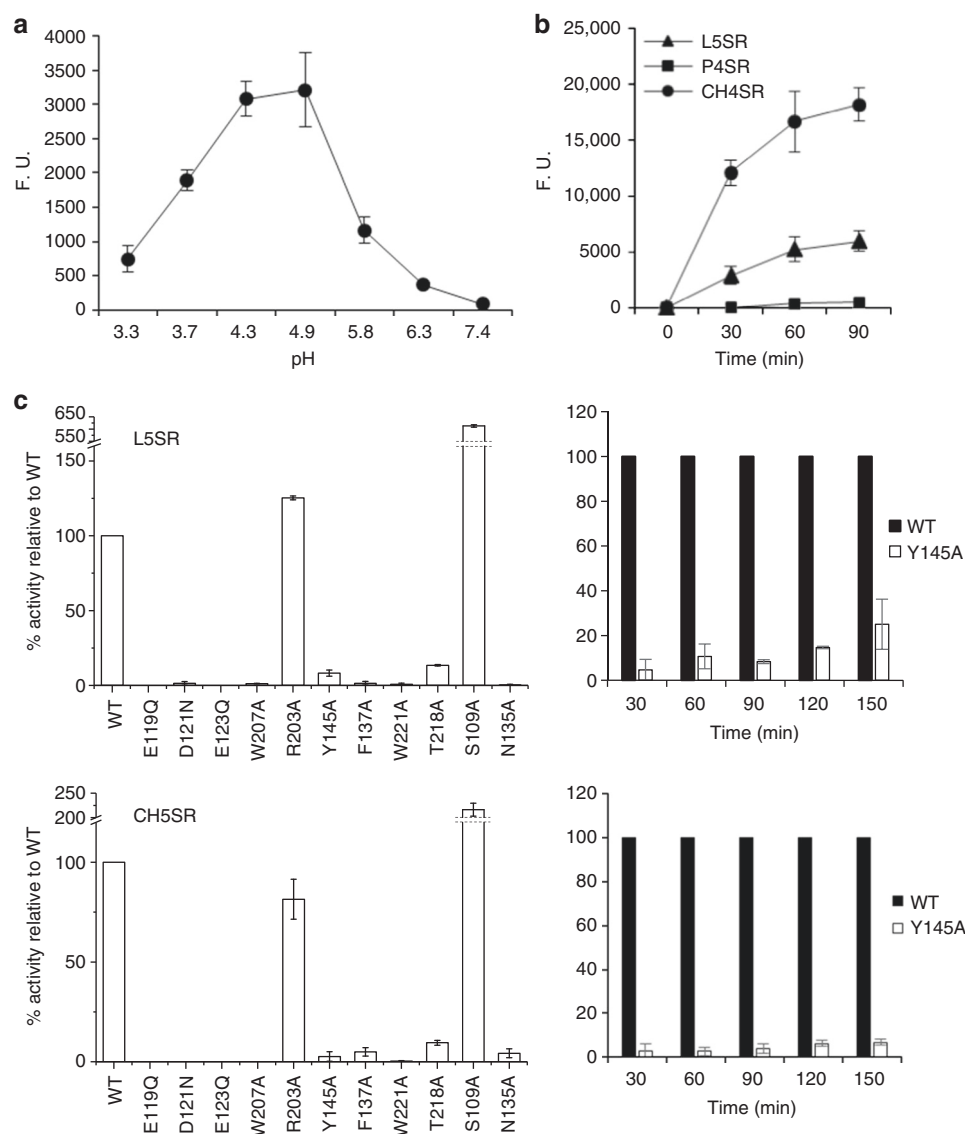 a
F. U.
4000
3500
3000
2500
2000
1500
1000
500
0
3.3 3.7 4.3 4.9 5.8 6.3 7.4
pH
b
F. U.
25,000
20,000
15,000
10,000
5000
0
L5SR
P4SR
CH4SR
0 30 60 90
Time (min)
c
% activity relative to WT
650
550
150
100
50
0
L5SR
WT E119Q D121N E123Q W207A R203A Y145A F137A W221A T218A S109A N135A
120
100
80
60
40
20
0
WT
Y145A
30 60 90 120 150
Time (min)
% activity relative to WT
250
200
100
50
0
CH5SR
WT E119Q D121N E123Q W207A R203A Y145A F137A W221A T218A S109A N135A
120
100
80
60
40
20
0
WT
Y145A
30 60 90 120 150
Time (min)